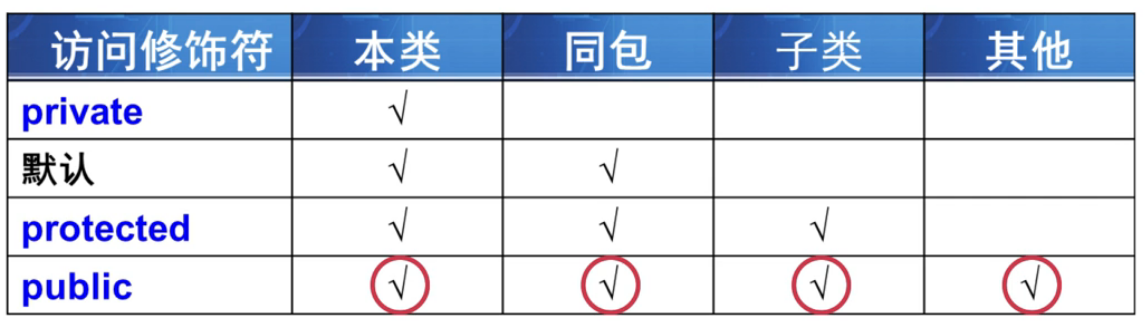 访问修饰符 本类 同包 子类 其他
private √
默认 √ √
protected √ √ √
public √ √ √ √